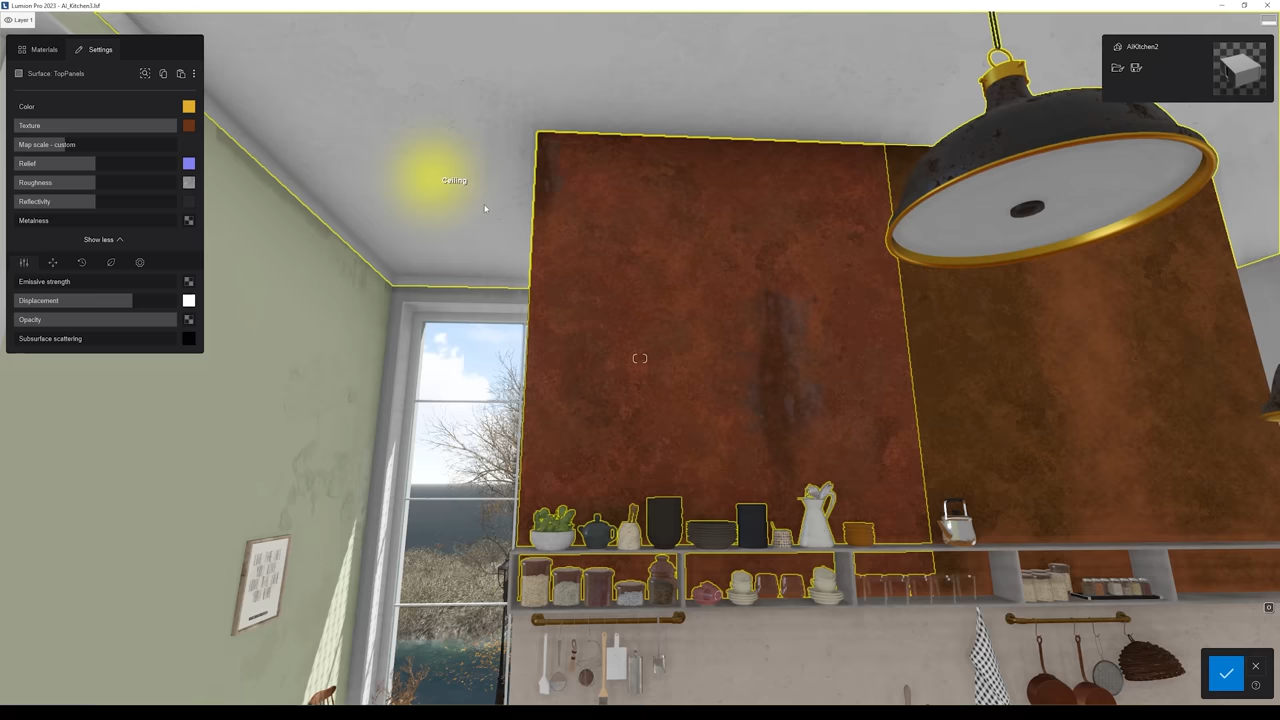 Lumion Pro 2023 - AI_Kitchen3.lsf
Layer 1
Materials
Settings
Surface: TopPanels
Color
Texture
Map scale - custom
Relief
Roughness
Reflectivity
Metalness
Show less
Emissive strength
Displacement
Opacity
Subsurface scattering
Ceiling
AIKitchen2